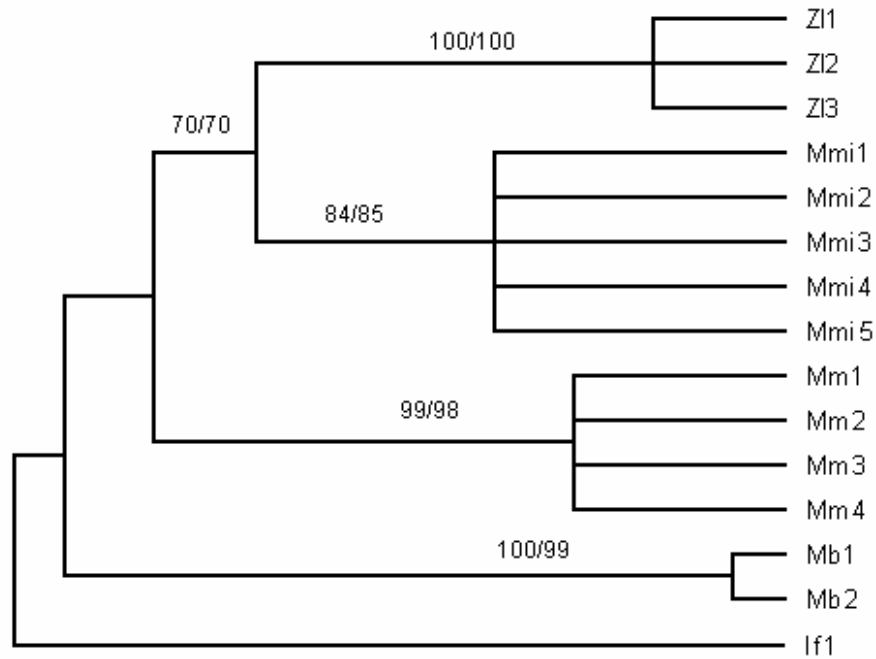 Zl1
100/100
Zl2
Zl3
70/70
Mmi1
Mmi2
84/85
Mmi3
Mmi4
Mmi5
Mm1
99/98
Mm2
Mm3
Mm4
100/99
Mb1
Mb2
If1